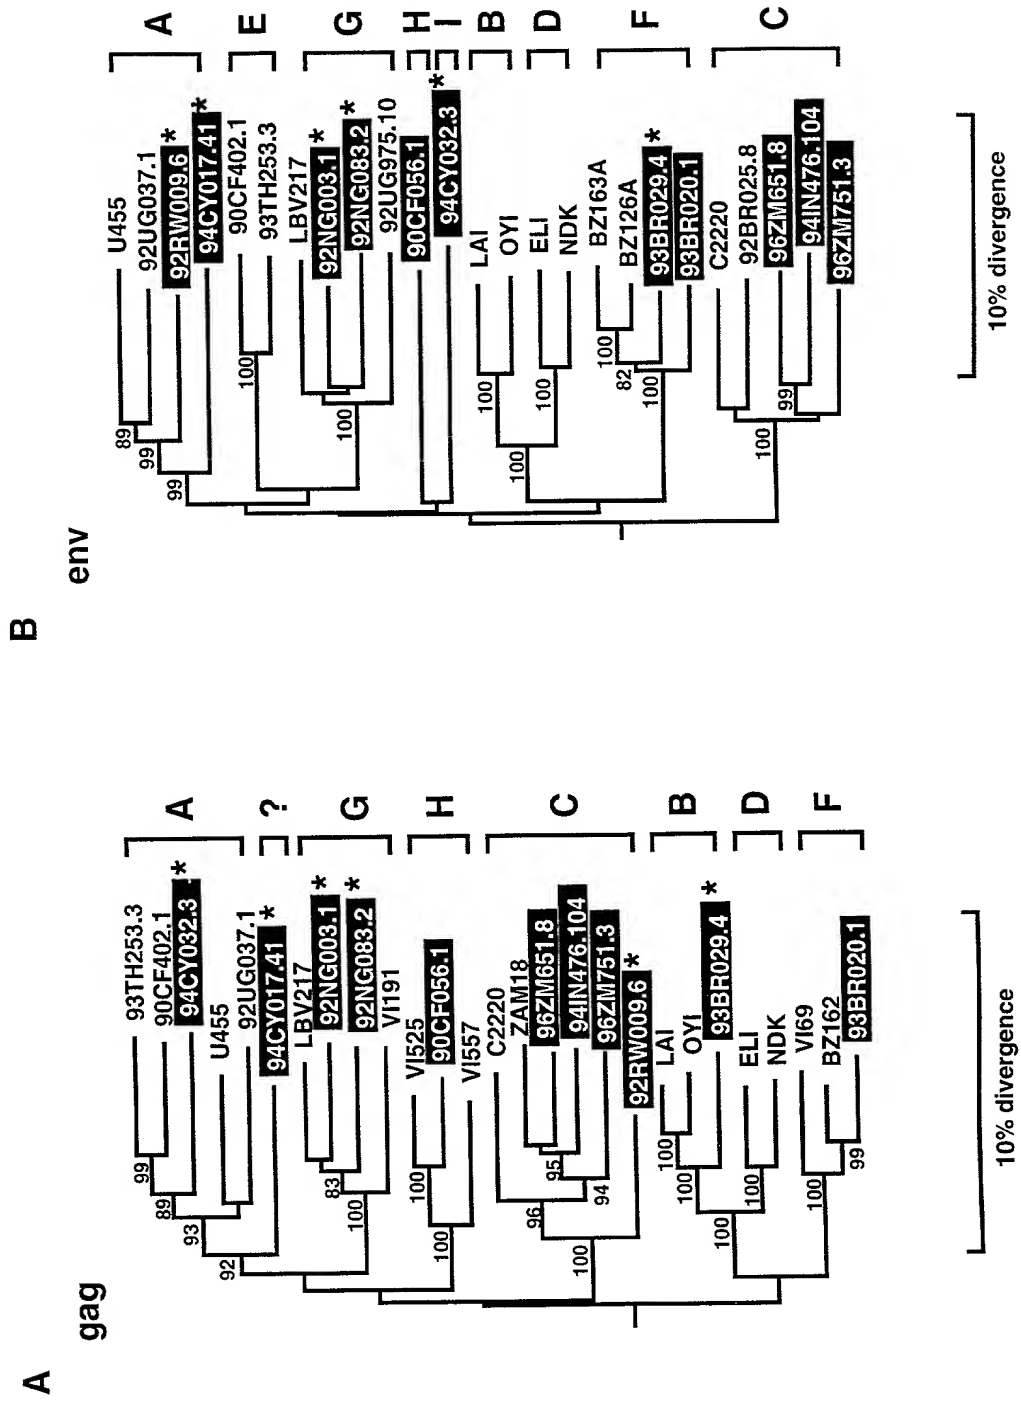 A
gag
93TH253.3
90CF402.1
94CY032.3 *
U455
92UG037.1
94CY017.41 *
LBV217
92NG003.1 *
92NG083.2 *
VI191
VI525
90CF056.1
VI557
C2220
ZAM18
96ZM651.8
94IN476.104
96ZM751.3
92RW009.6 *
LAI
OYI
93BR029.4 *
ELI
NDK
VI69
BZ162
93BR020.1
99
89
93
92
83
100
100
100
95
94
96
100
100
100
100
100
100
99
A
?
G
H
C
B
D
F
10% divergence
B
env
U455
92UG037.1
92RW009.6 *
94CY017.41 *
90CF402.1
93TH253.3
LBV217
92NG003.1 *
92NG083.2 *
92UG975.10
90CF056.1
94CY032.3 *
LAI
OYI
ELI
NDK
BZ163A
BZ126A
93BR029.4 *
93BR020.1
C2220
92BR025.8
96ZM651.8
94IN476.104
96ZM751.3
89
99
99
100
100
100
100
100
100
82
100
99
100
A
E
G
H
I
B
D
F
C
10% divergence